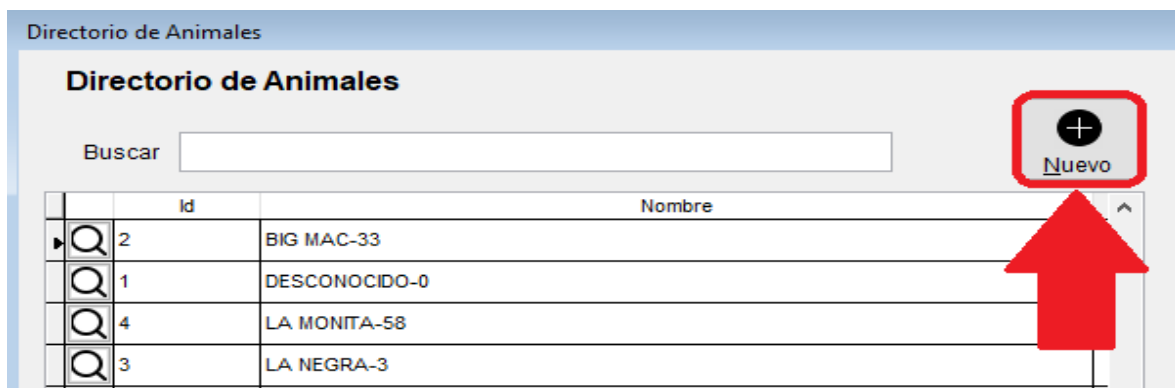 Directorio de Animales
Directorio de Animales
Buscar
Nuevo
Id Nombre
2 BIG MAC-33
1 DESCONOCIDO-0
4 LA MONITA-58
3 LA NEGRA-3